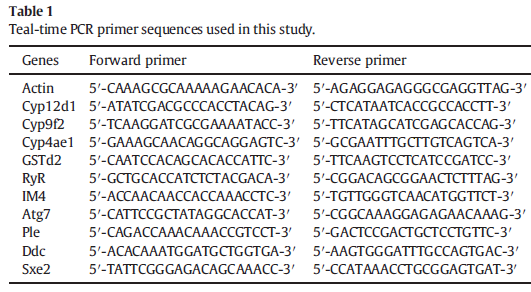 Table 1
Teal-time PCR primer sequences used in this study.
Genes Forward primer Reverse primer
Actin 5′-CAAAGCGCAAAAAGAACACA-3′ 5′-AGAGGAGAGGGCGAGGTTAG-3′
Cyp12d1 5′-ATATCGACGCCCACCTACAG-3′ 5′-CTCATAATCACCGCCACCTT-3′
Cyp9f2 5′-TCAAGGATCGCGAAAATACC-3′ 5′-TTCATAGCATCGAGCACCAG-3′
Cyp4ae1 5′-GAAAGCAACAGGCAGGAGTC-3′ 5′-GCGAATTTGCTTGTCAGTCA-3′
GSTd2 5′-CAATCCACAGCACACCATTC-3′ 5′-TTCAAGTCCTCATCCGATCC-3′
RyR 5′-GCTGCACCATCTCTACGACA-3′ 5′-CGGACAGCGGAACTCTTTAG-3′
IM4 5′-ACCAACAACCACCAAACCTC-3′ 5′-TGTTGGGTCAACATGGTTCT-3′
Atg7 5′-CATTCCGCTATAGGCACCAT-3′ 5′-CGGCAAAGGAGAGAACAAAG-3′
Ple 5′-CAGACCAAACAAACCGTCCT-3′ 5′-GACTCCGACTGCTCCTGTTC-3′
Ddc 5′-ACACAAATGGATGCTGGTGA-3′ 5′-AAGTGGGATTTGCCAGTGAC-3′
Sxe2 5′-TATTCGGGAGACAGCAAACC-3′ 5′-CCATAAACCTGCGGAGTGAT-3′